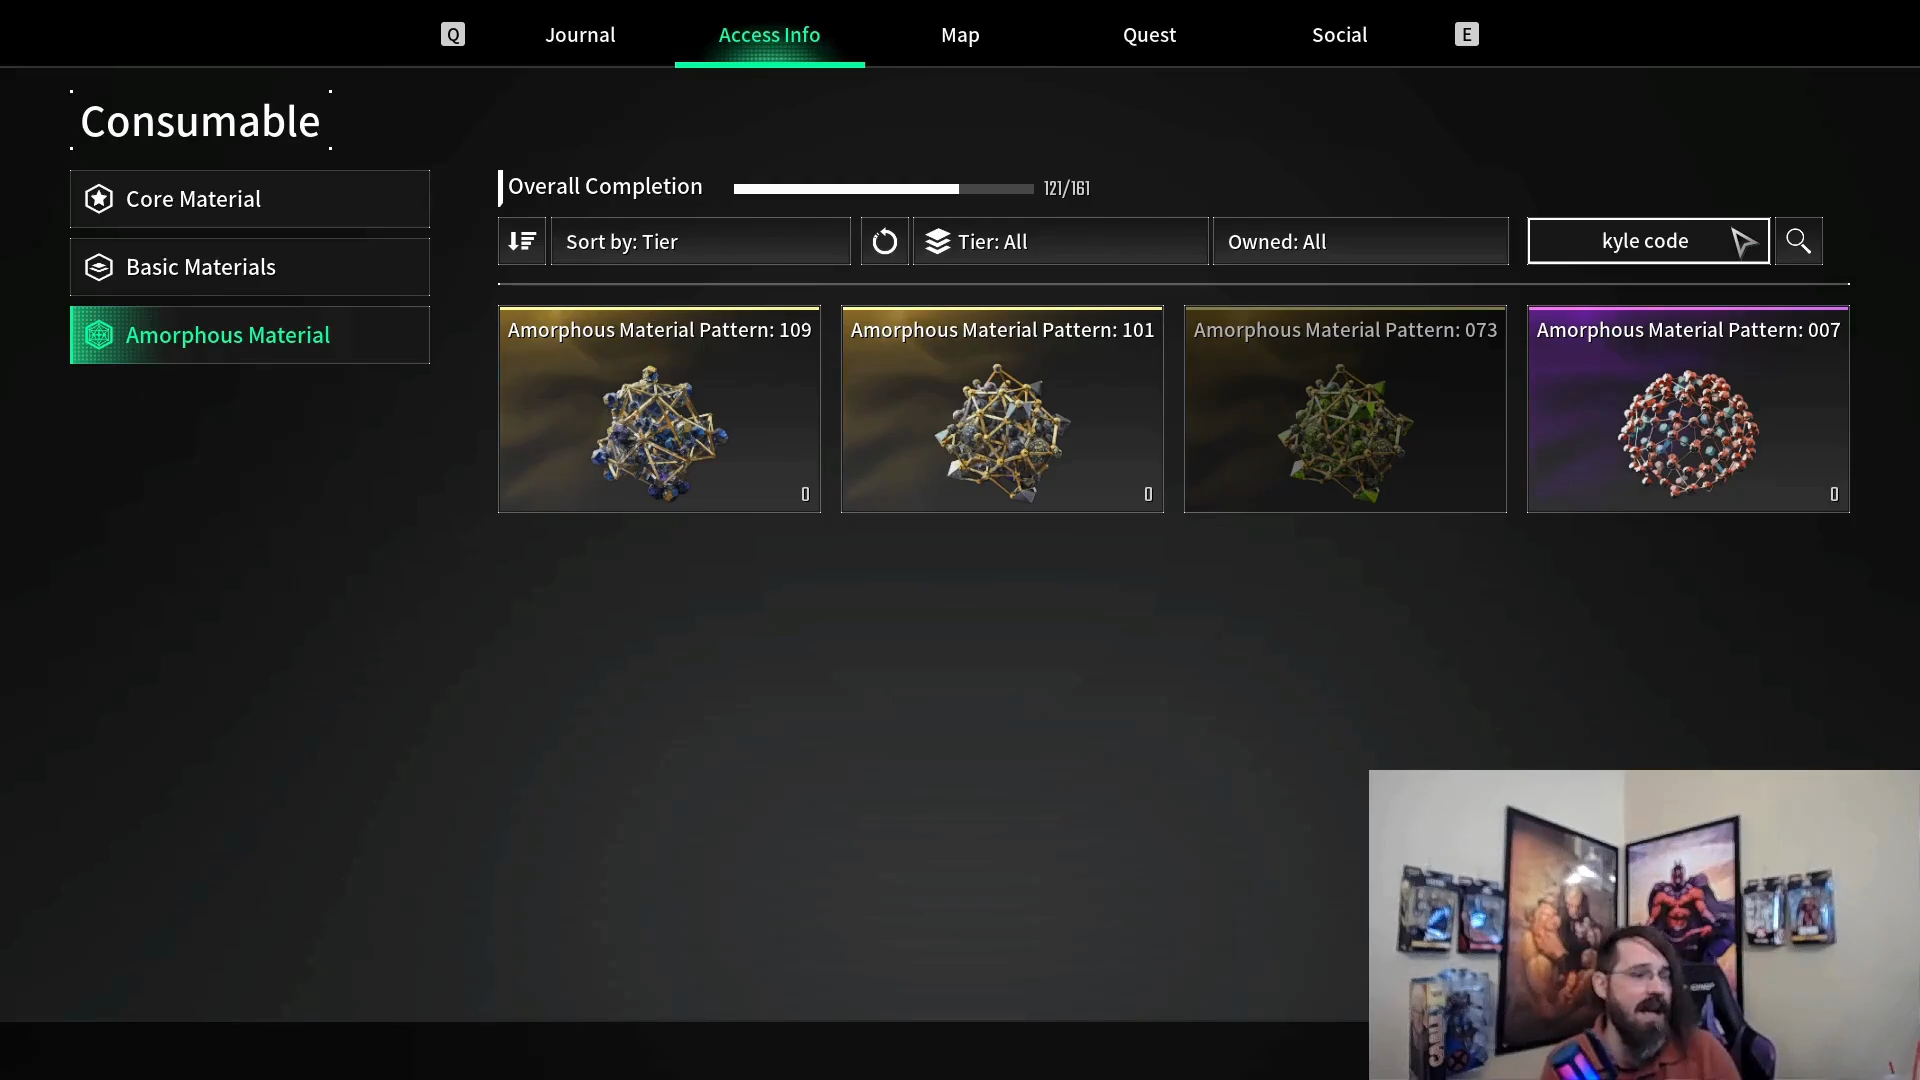 Q
Journal
Access Info
Map
Quest
Social
E
Consumable
Core Material
Basic Materials
Amorphous Material
Overall Completion
121/161
Sort by: Tier
Tier: All
Owned: All
kyle code
Amorphous Material Pattern: 109
0
Amorphous Material Pattern: 101
0
Amorphous Material Pattern: 073
Amorphous Material Pattern: 007
0